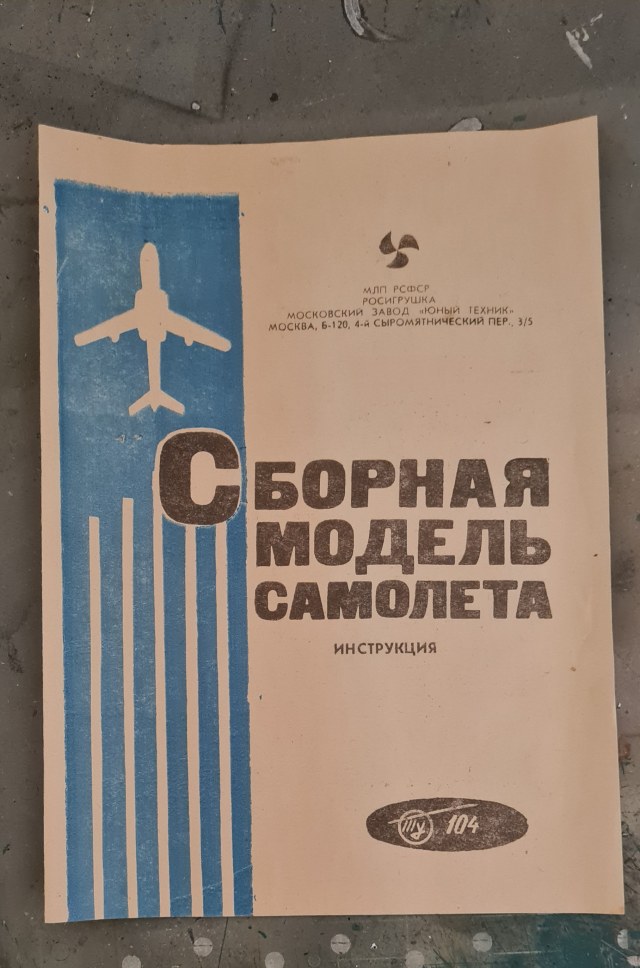 МЛП РСФСР
РОСИГРУШКА
МОСКОВСКИЙ ЗАВОД «ЮНЫЙ ТЕХНИК»
МОСКВА, Б-120, 4-й СЫРОМЯТНИЧЕСКИЙ ПЕР., 3/5
СБОРНАЯ
МОДЕЛЬ
САМОЛЕТА
ИНСТРУКЦИЯ
Ту 104